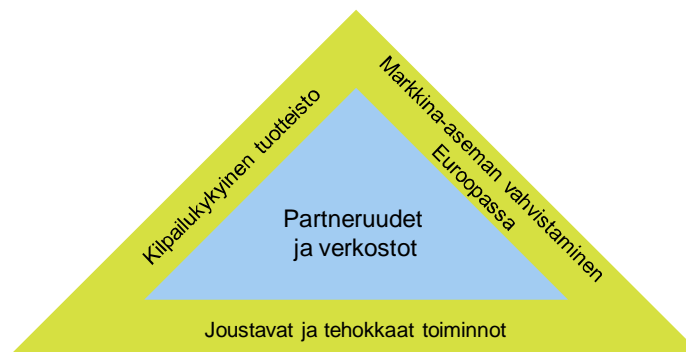 Kilpailukykyinen tuotteisto
Markkina-aseman vahvistaminen
Euroopassa
Partneruudet
ja verkostot
Joustavat ja tehokkaat toiminnot